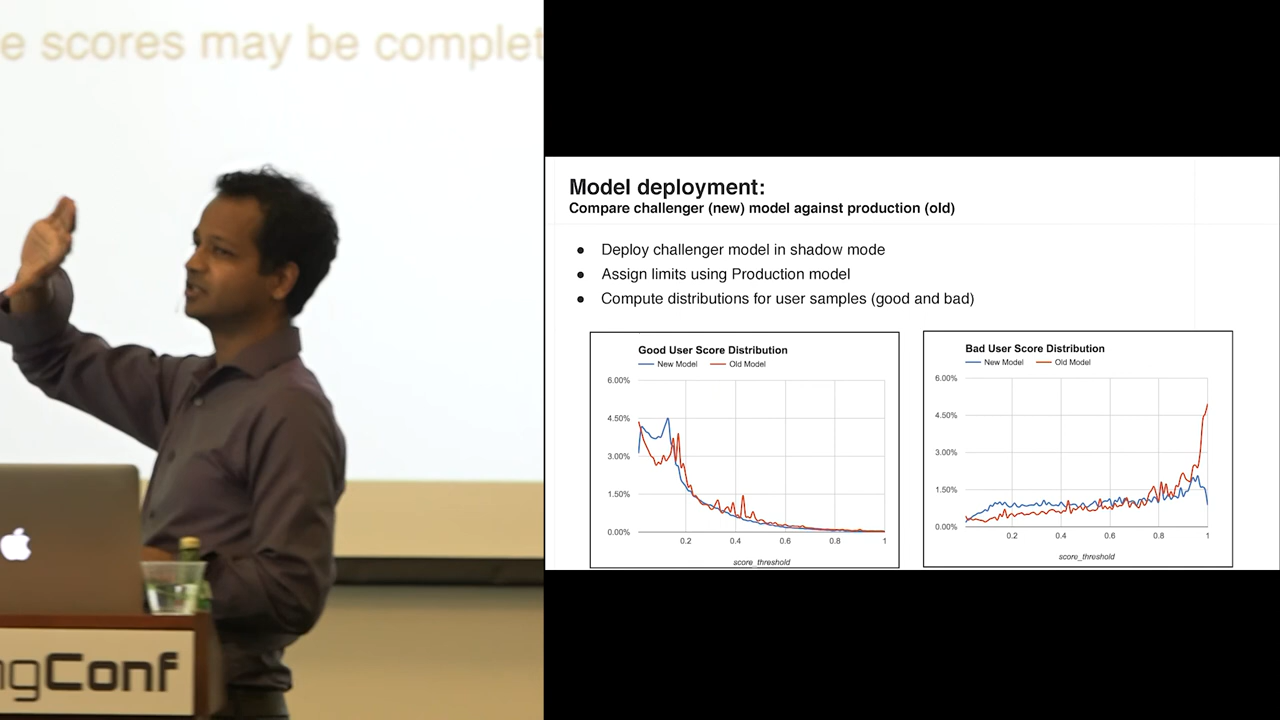 e scores may be complet
ngConf
Model deployment:
Compare challenger (new) model against production (old)
● Deploy challenger model in shadow mode
● Assign limits using Production model
● Compute distributions for user samples (good and bad)
Good User Score Distribution
New Model Old Model
6.00%
4.50%
3.00%
1.50%
0.00%
0.2 0.4 0.6 0.8 1
score_threshold
Bad User Score Distribution
New Model Old Model
6.00%
4.50%
3.00%
1.50%
0.00%
0.2 0.4 0.6 0.8 1
score_threshold